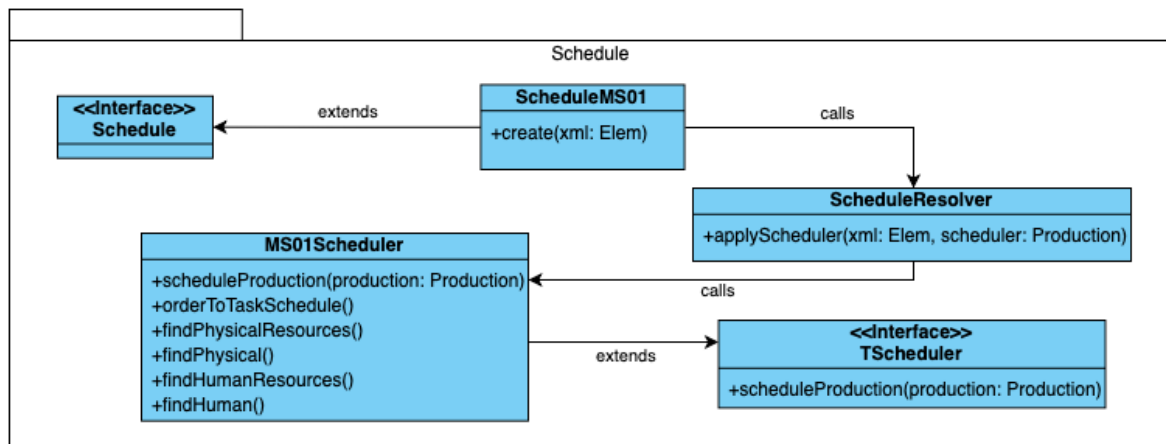 Schedule
<<Interface>>
Schedule
extends
ScheduleMS01
+create(xml: Elem)
calls
ScheduleResolver
+applyScheduler(xml: Elem, scheduler: Production)
calls
MS01Scheduler
+scheduleProduction(production: Production)
+orderToTaskSchedule()
+findPhysicalResources()
+findPhysical()
+findHumanResources()
+findHuman()
extends
<<Interface>>
TScheduler
+scheduleProduction(production: Production)